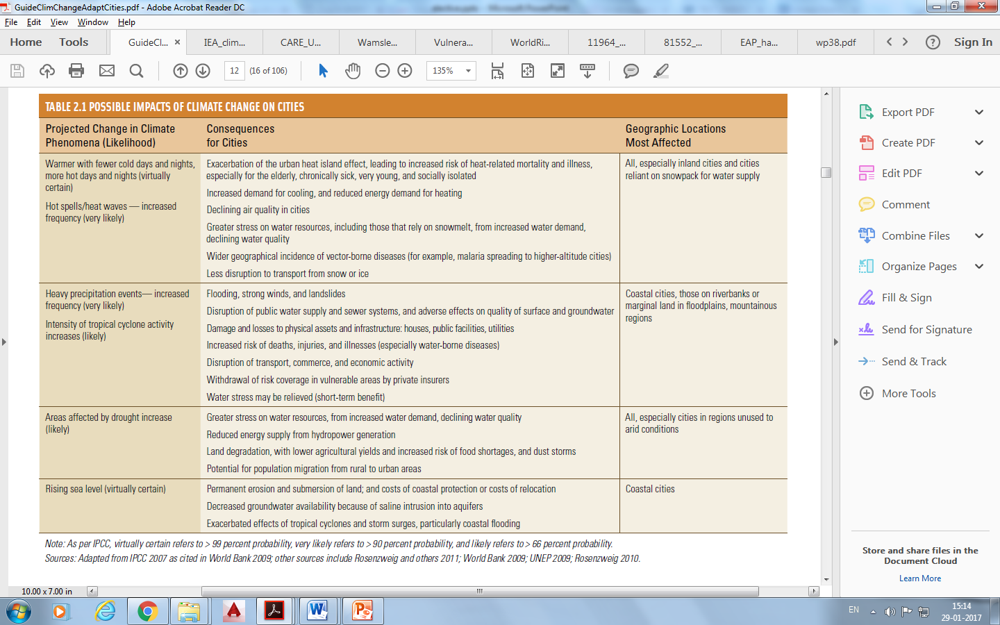 GuideClimChangeAdaptCities.pdf - Adobe Acrobat Reader DC
File Edit View Window Help
Home Tools GuideCl... × IEA_clim... CARE_U... Wamsle... Vulnera... WorldRi... 11964_... 81552_... EAP_ha... wp38.pdf Sign In
12 (16 of 106) 135%
TABLE 2.1 POSSIBLE IMPACTS OF CLIMATE CHANGE ON CITIES
Projected Change in Climate
Phenomena (Likelihood)
Consequences
for Cities
Geographic Locations
Most Affected
Warmer with fewer cold days and nights,
more hot days and nights (virtually
certain)
Hot spells/heat waves — increased
frequency (very likely)
Exacerbation of the urban heat island effect, leading to increased risk of heat-related mortality and illness,
especially for the elderly, chronically sick, very young, and socially isolated
Increased demand for cooling, and reduced energy demand for heating
Declining air quality in cities
Greater stress on water resources, including those that rely on snowmelt, from increased water demand,
declining water quality
Wider geographical incidence of vector-borne diseases (for example, malaria spreading to higher-altitude cities)
Less disruption to transport from snow or ice
All, especially inland cities and cities
reliant on snowpack for water supply
Heavy precipitation events— increased
frequency (very likely)
Intensity of tropical cyclone activity
increases (likely)
Flooding, strong winds, and landslides
Disruption of public water supply and sewer systems, and adverse effects on quality of surface and groundwater
Damage and losses to physical assets and infrastructure: houses, public facilities, utilities
Increased risk of deaths, injuries, and illnesses (especially water-borne diseases)
Disruption of transport, commerce, and economic activity
Withdrawal of risk coverage in vulnerable areas by private insurers
Water stress may be relieved (short-term benefit)
Coastal cities, those on riverbanks or
marginal land in floodplains, mountainous
regions
Areas affected by drought increase
(likely)
Greater stress on water resources, from increased water demand, declining water quality
Reduced energy supply from hydropower generation
Land degradation, with lower agricultural yields and increased risk of food shortages, and dust storms
Potential for population migration from rural to urban areas
All, especially cities in regions unused to
arid conditions
Rising sea level (virtually certain)
Permanent erosion and submersion of land; and costs of coastal protection or costs of relocation
Decreased groundwater availability because of saline intrusion into aquifers
Exacerbated effects of tropical cyclones and storm surges, particularly coastal flooding
Coastal cities
Note: As per IPCC, virtually certain refers to > 99 percent probability, very likely refers to > 90 percent probability, and likely refers to > 66 percent probability.
Sources: Adapted from IPCC 2007 as cited in World Bank 2009; other sources include Rosenzweig and others 2011; World Bank 2009; UNEP 2009; Rosenzweig 2010.
Export PDF
Create PDF
Edit PDF
Comment
Combine Files
Organize Pages
Fill & Sign
Send for Signature
Send & Track
More Tools
Store and share files in the
Document Cloud
Learn More
10.00 x 7.00 in
EN
15:14
29-01-2017